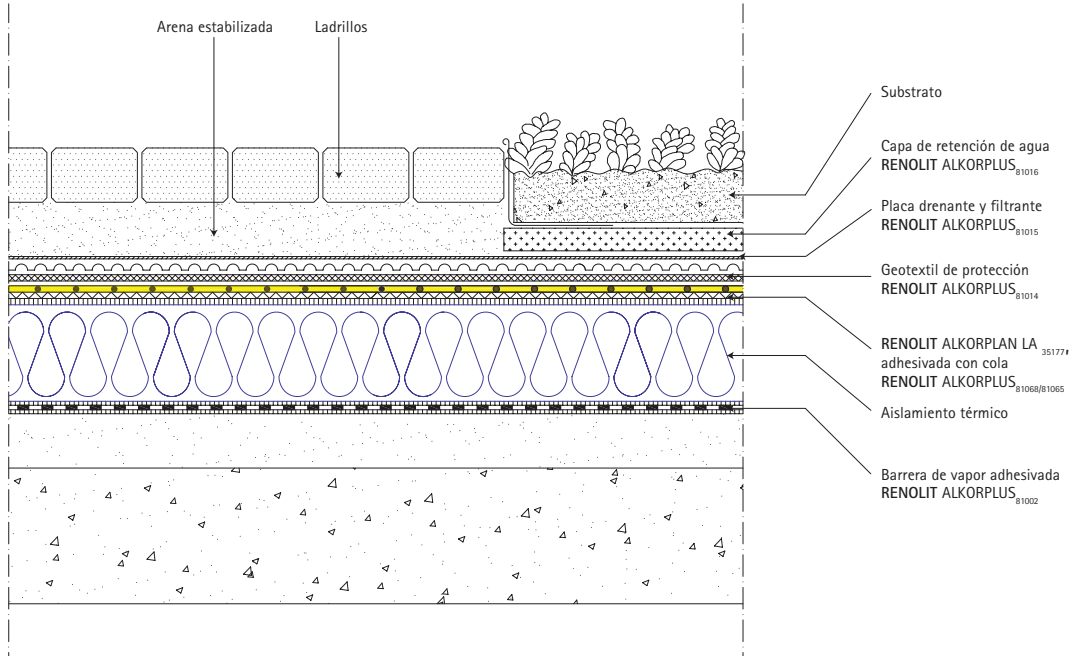 Arena estabilizada
Ladrillos
Substrato
Capa de retención de agua
RENOLIT ALKORPLUS81016
Placa drenante y filtrante
RENOLIT ALKORPLUS81015
Geotextil de protección
RENOLIT ALKORPLUS81014
RENOLIT ALKORPLAN LA 35177,
adhesivada con cola
RENOLIT ALKORPLUS81068/81065
Aislamiento térmico
Barrera de vapor adhesivada
RENOLIT ALKORPLUS81002